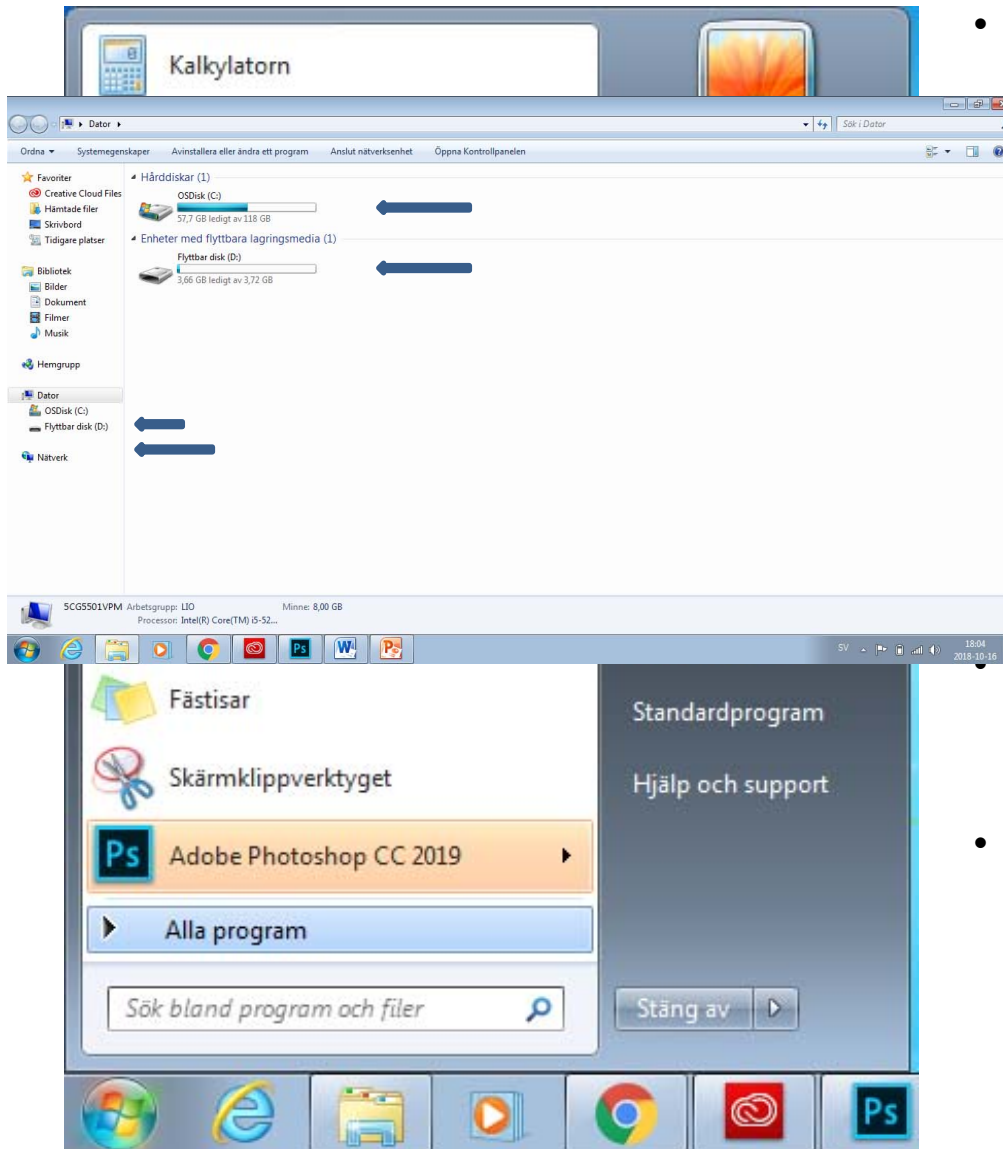 Kalkylatorn
Dator
Sök i Dator
Ordna Systemegenskaper Avinstallera eller ändra ett program Anslut nätverksenhet Öppna Kontrollpanelen
Favoriter
Creative Cloud Files
Hämtade filer
Skrivbord
Tidigare platser
Bibliotek
Bilder
Dokument
Filmer
Musik
Hemgrupp
Dator
OSDisk (C:)
Flyttbar disk (D:)
Nätverk
Hårddiskar (1)
OSDisk (C:)
57,7 GB ledigt av 118 GB
Enheter med flyttbara lagringsmedia (1)
Flyttbar disk (D:)
3,66 GB ledigt av 3,72 GB
5CG5501VPM Arbetsgrupp: LIO Minne: 8,00 GB
Processor: Intel(R) Core(TM) i5-52...
Ps
W
P
SV
18:04
2018-10-16
Fästisar
Skärmklippverktyget
Ps Adobe Photoshop CC 2019
Alla program
Sök bland program och filer
Standardprogram
Hjälp och support
Stäng av
Ps